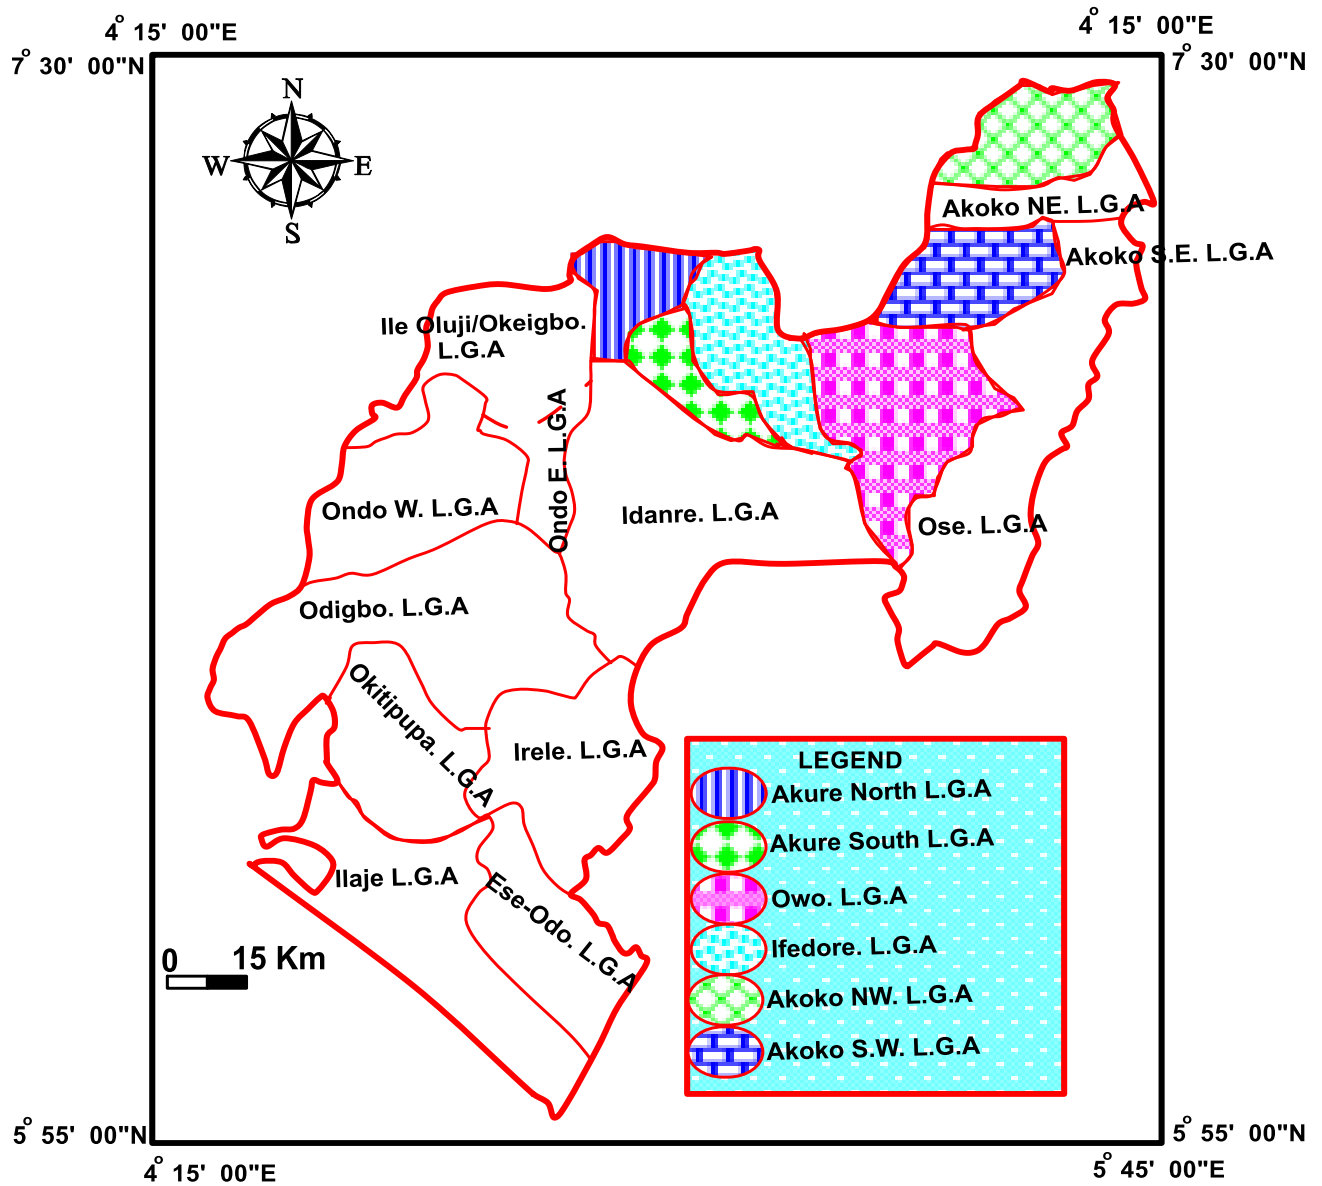 4° 15' 00"E
4° 15' 00"E
7° 30' 00"N
7° 30' 00"N
N
W
E
S
Akoko NE. L.G.A
Akoko S.E. L.G.A
Ile Oluji/Okeigbo.
L.G.A
Ondo E. L.G.A
Ondo W. L.G.A
Idanre. L.G.A
Ose. L.G.A
Odigbo. L.G.A
Okitipupa. L.G.A
Irele. L.G.A
Ilaje L.G.A
Ese-Odo. L.G.A
0 15 Km
LEGEND
Akure North L.G.A
Akure South L.G.A
Owo. L.G.A
Ifedore. L.G.A
Akoko NW. L.G.A
Akoko S.W. L.G.A
5° 55' 00"N
5° 55' 00"N
4° 15' 00"E
5° 45' 00"E